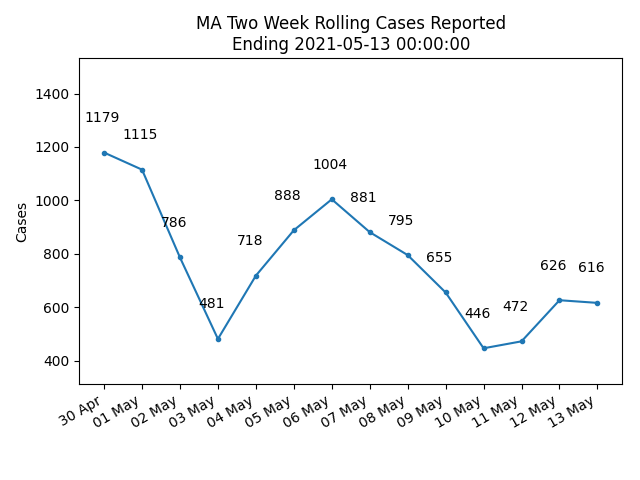 MA Two Week Rolling Cases Reported
Ending 2021-05-13 00:00:00
Cases
1400
1200
1000
800
600
400
1179
1115
786
481
718
888
1004
881
795
655
446
472
626
616
30 Apr
01 May
02 May
03 May
04 May
05 May
06 May
07 May
08 May
09 May
10 May
11 May
12 May
13 May